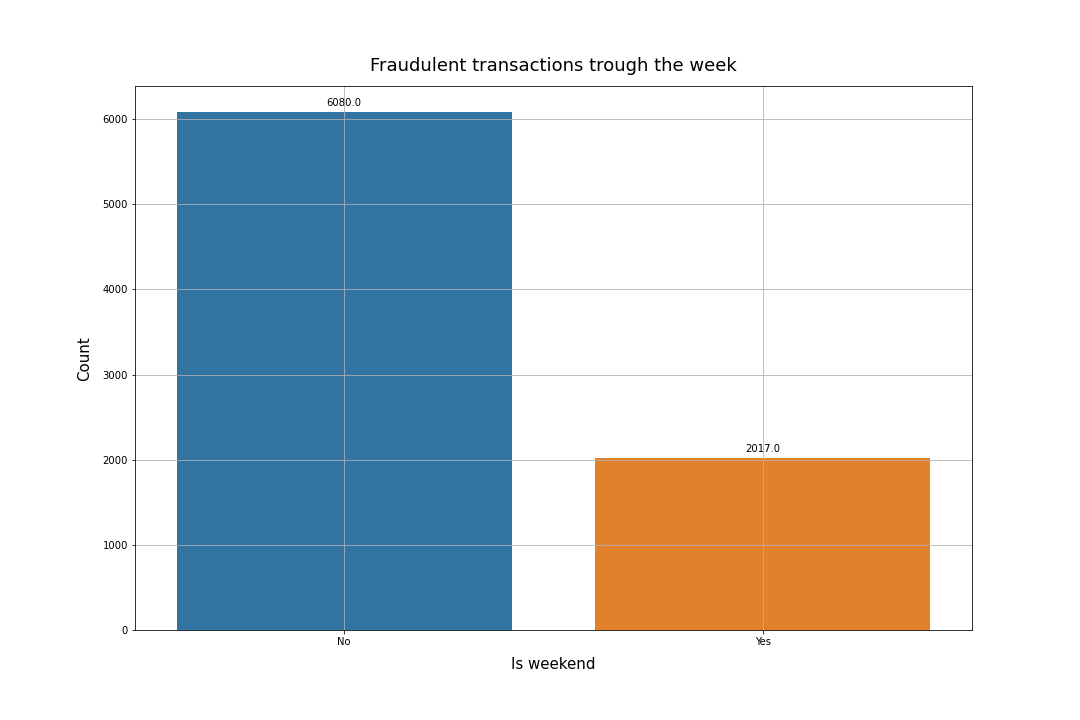 Fraudulent transactions trough the week
6080.0
2017.0
6000
5000
4000
3000
2000
1000
0
Count
No
Yes
Is weekend